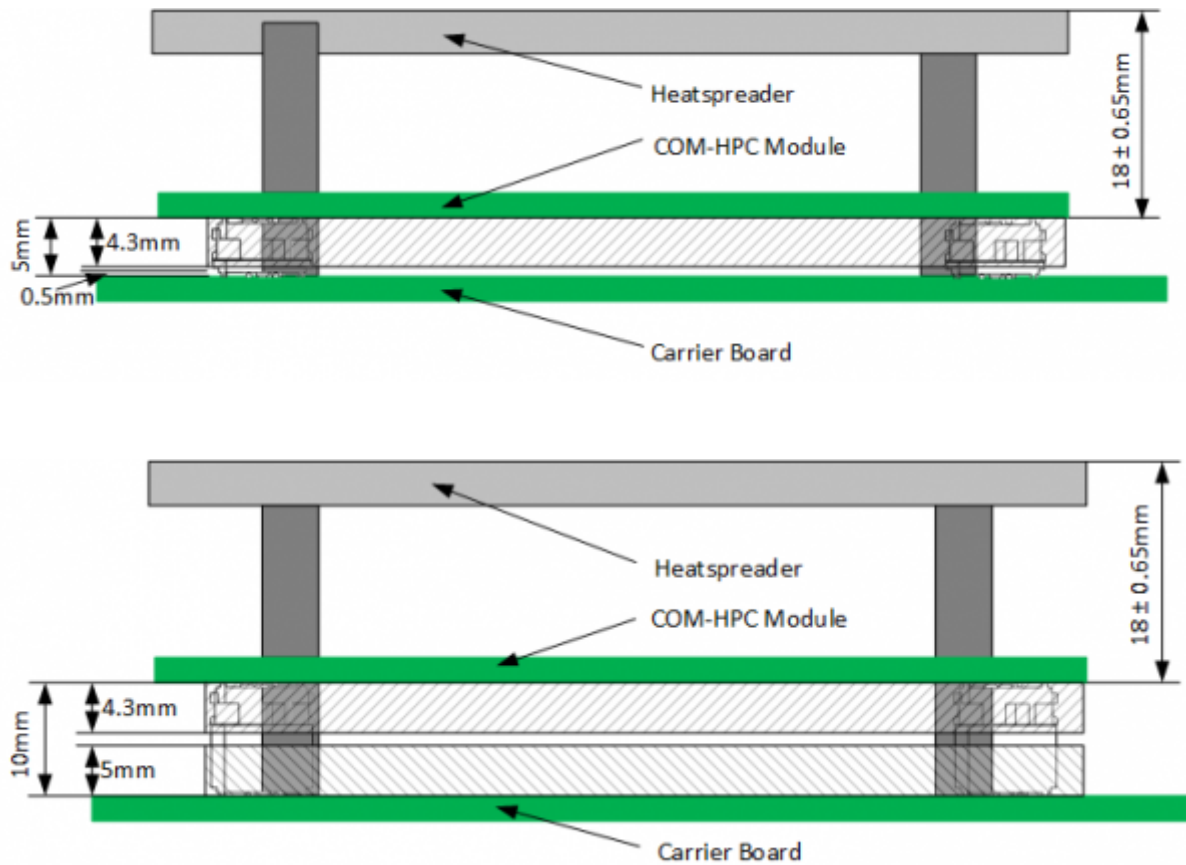 Heatspreader
18 ± 0.65mm
COM-HPC Module
5mm
4.3mm
0.5mm
Carrier Board
Heatspreader
18 ± 0.65mm
COM-HPC Module
10mm
4.3mm
5mm
Carrier Board